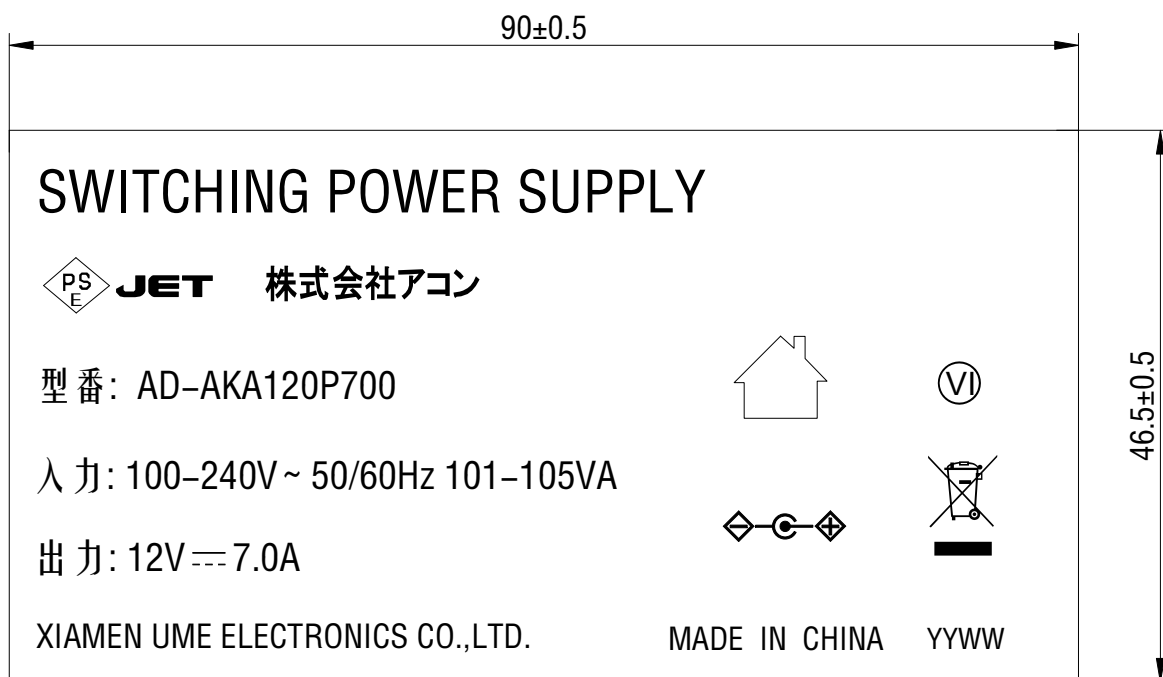 90±0.5
SWITCHING POWER SUPPLY
PS
E
JET 株式会社アコン
型番: AD-AKA120P700
VI
46.5±0.5
入力: 100-240V~ 50/60Hz 101-105VA
出力: 12V⎓7.0A
XIAMEN UME ELECTRONICS CO.,LTD. MADE IN CHINA YYWW